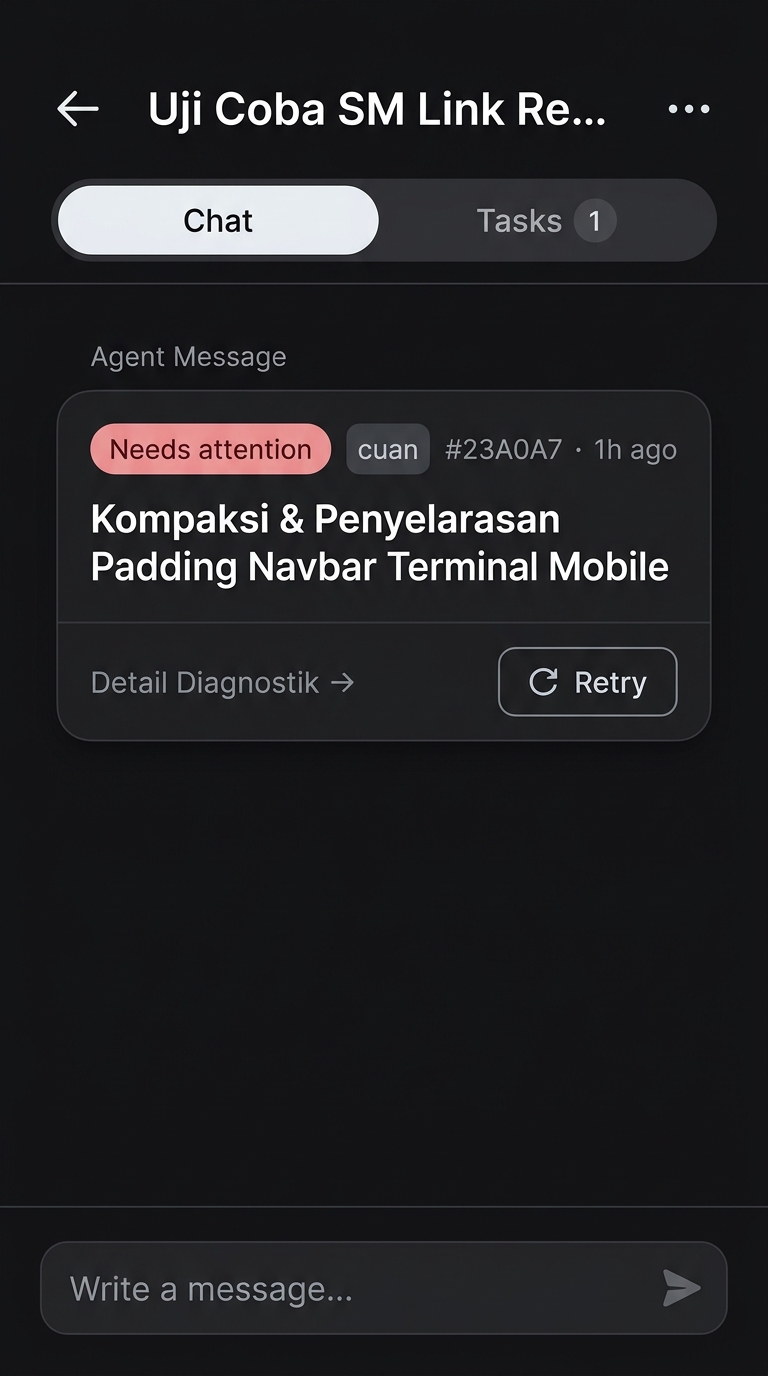 Uji Coba SM Link Re...
Chat
Tasks 1
Agent Message
Needs attention cuan #23A0A7 · 1h ago
Kompaksi & Penyelarasan
Padding Navbar Terminal Mobile
Detail Diagnostik →
Retry
Write a message...